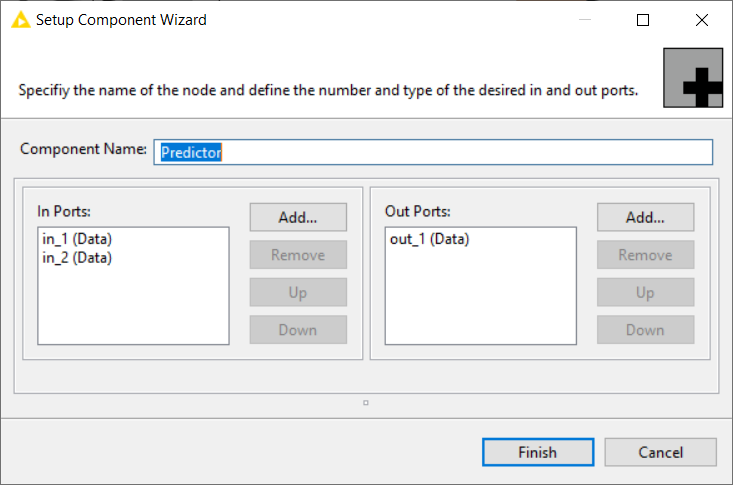 Setup Component Wizard
Specifiy the name of the node and define the number and type of the desired in and out ports.
Component Name: Predictor
In Ports:
in_1 (Data)
in_2 (Data)
Add...
Remove
Up
Down
Out Ports:
out_1 (Data)
Add...
Remove
Up
Down
Finish
Cancel